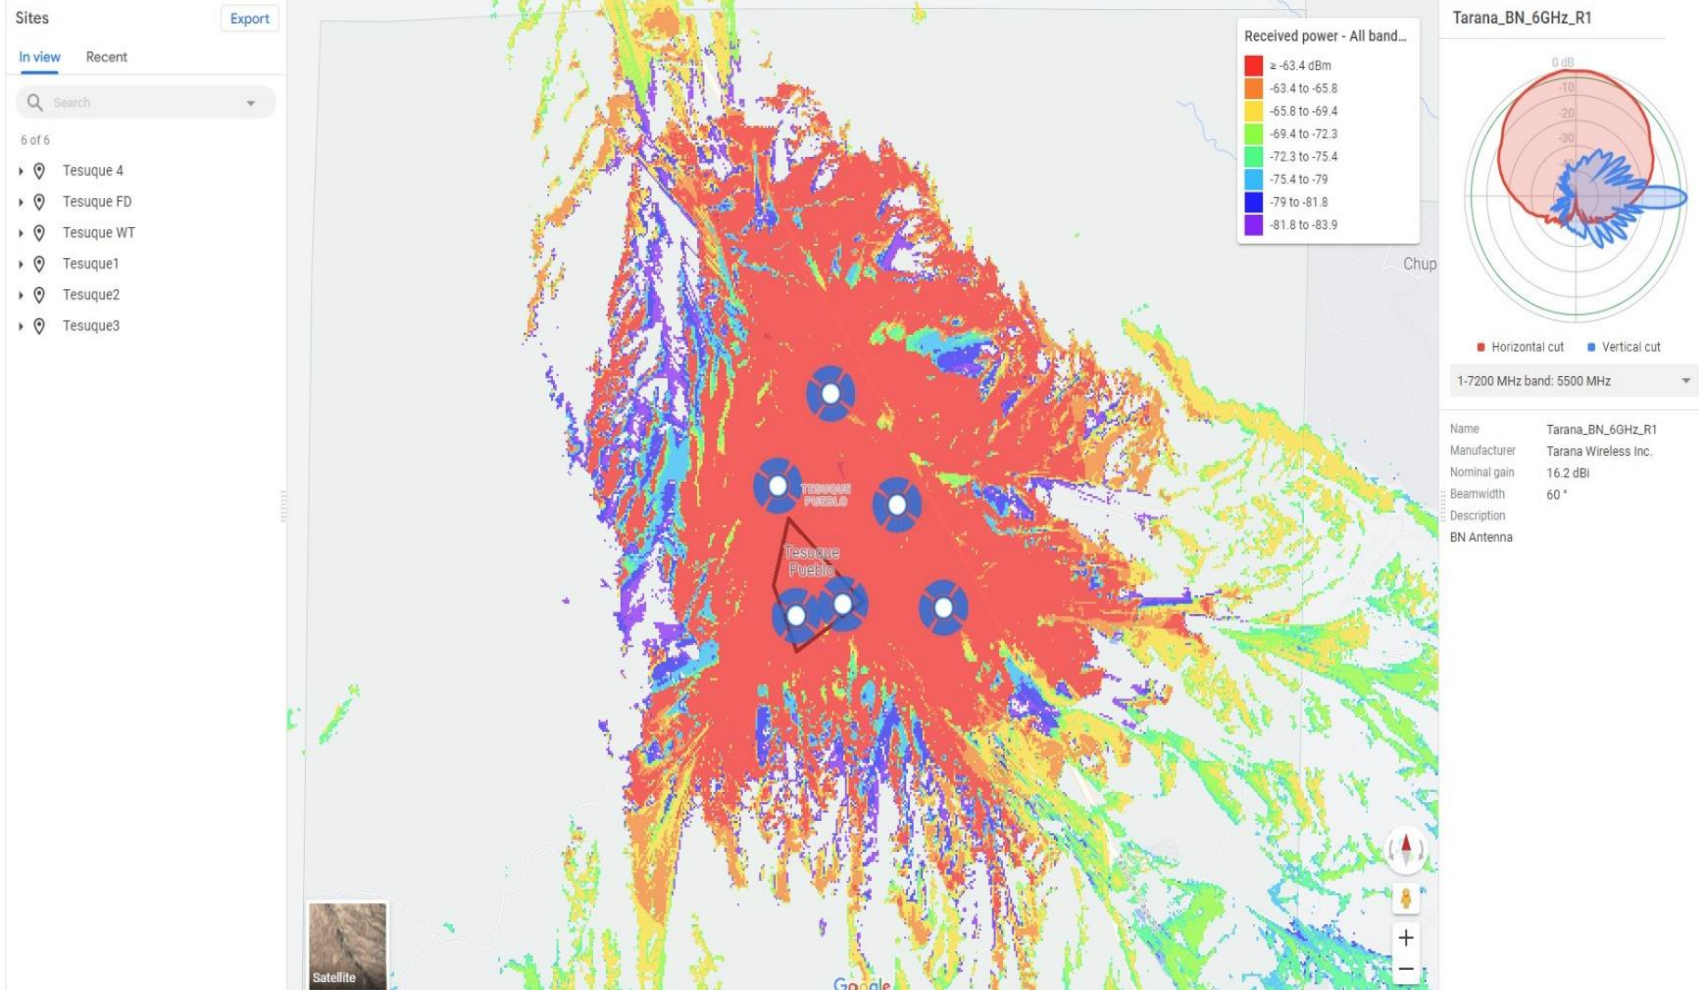 Sites
Export
In view
Recent
Search
6 of 6
Tesuque 4
Tesuque FD
Tesuque WT
Tesuque1
Tesuque2
Tesuque3
TESUQUE
PUEBLO
Tesuque
Pueblo
Chup
Satellite
Google
Received power - All band...
≥ -63.4 dBm
-63.4 to -65.8
-65.8 to -69.4
-69.4 to -72.3
-72.3 to -75.4
-75.4 to -79
-79 to -81.8
-81.8 to -83.9
Tarana_BN_6GHz_R1
0 dB
-10
-20
-30
Horizontal cut
Vertical cut
1-7200 MHz band: 5500 MHz
Name Tarana_BN_6GHz_R1
Manufacturer Tarana Wireless Inc.
Nominal gain 16.2 dBi
Beamwidth 60 °
Description
BN Antenna